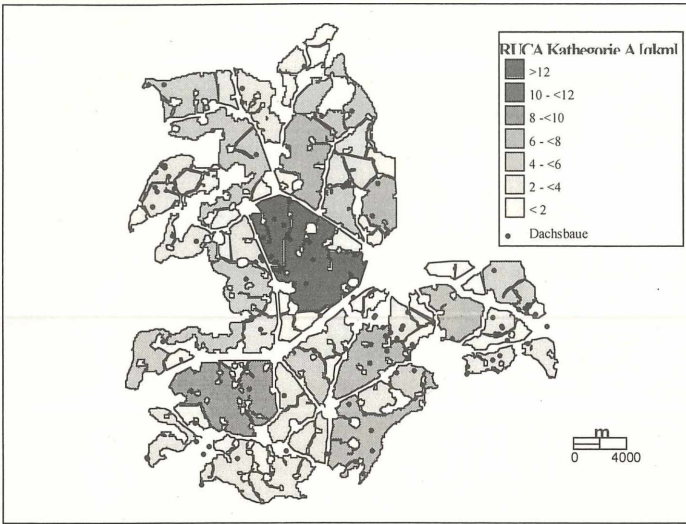 RUCA Kathegorie A [qkm]
>12
10 - <12
8 -<10
6 - <8
4 - <6
2 - <4
< 2
Dachsbaue
m
0 4000